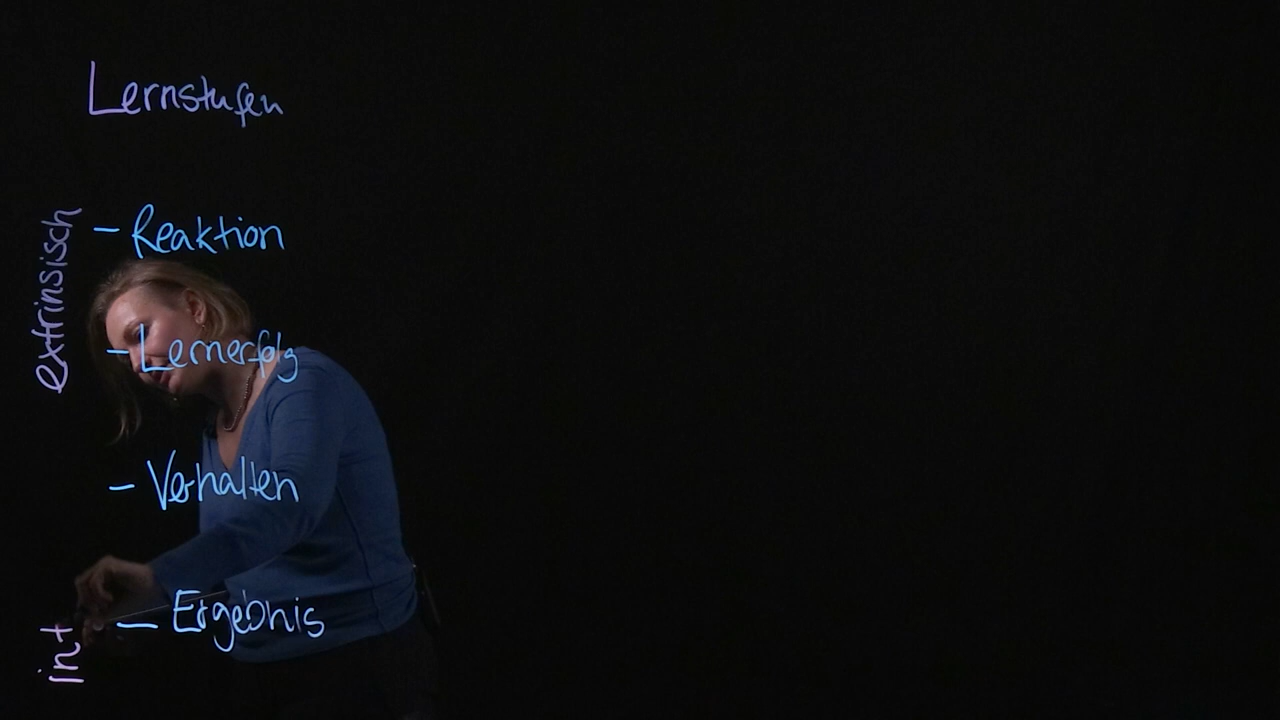 Lernstufen
extrinsisch
- Reaktion
- Lernerfolg
- Verhalten
- Ergebnis
int